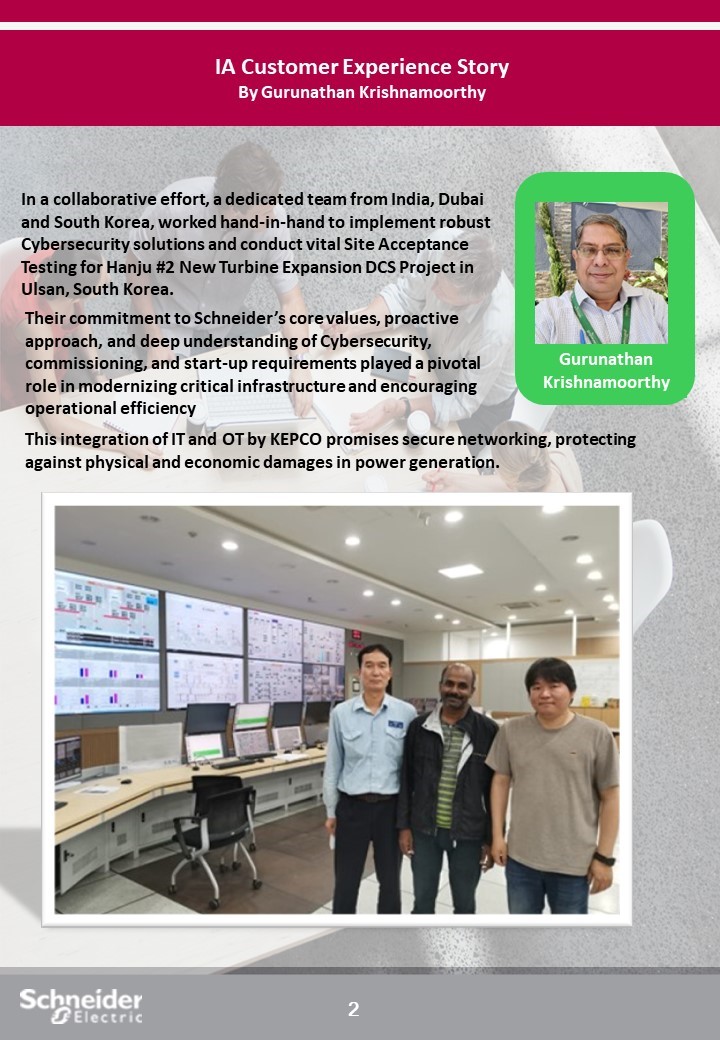 IA Customer Experience Story
By Gurunathan Krishnamoorthy
In a collaborative effort, a dedicated team from India, Dubai
and South Korea, worked hand-in-hand to implement robust
Cybersecurity solutions and conduct vital Site Acceptance
Testing for Hanju #2 New Turbine Expansion DCS Project in
Ulsan, South Korea.
Their commitment to Schneider’s core values, proactive
approach, and deep understanding of Cybersecurity,
commissioning, and start-up requirements played a pivotal
role in modernizing critical infrastructure and encouraging
operational efficiency
Gurunathan
Krishnamoorthy
This integration of IT and OT by KEPCO promises secure networking, protecting
against physical and economic damages in power generation.
Schneider
Electric
2